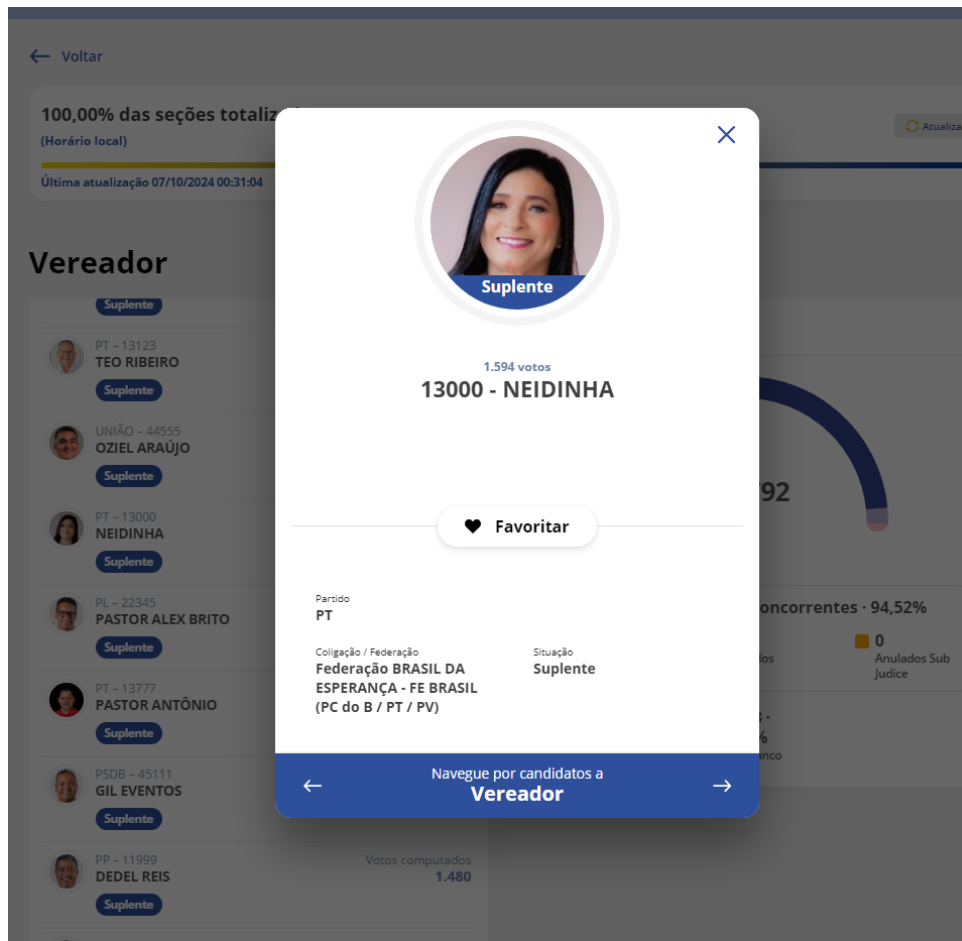 ← Voltar
100,00% das seções totaliz
(Horário local)
Atualiza
Última atualização 07/10/2024 00:31:04
Vereador
Suplente
PT – 13123
TEO RIBEIRO
Suplente
UNIÃO – 44555
OZIEL ARAÚJO
Suplente
PT – 13000
NEIDINHA
Suplente
PL – 22345
PASTOR ALEX BRITO
Suplente
PT – 13777
PASTOR ANTÔNIO
Suplente
PSDB – 45111
GIL EVENTOS
Suplente
PP – 11999
DEDEL REIS
Votos computados
1.480
Suplente
Suplente
1.594 votos
13000 - NEIDINHA
Favoritar
Partido
PT
Coligação / Federação
Federação BRASIL DA
ESPERANÇA - FE BRASIL
(PC do B / PT / PV)
Situação
Suplente
← Navegue por candidatos a →
Vereador
92
oncorrentes · 94,52%
0
Anulados Sub
Judice